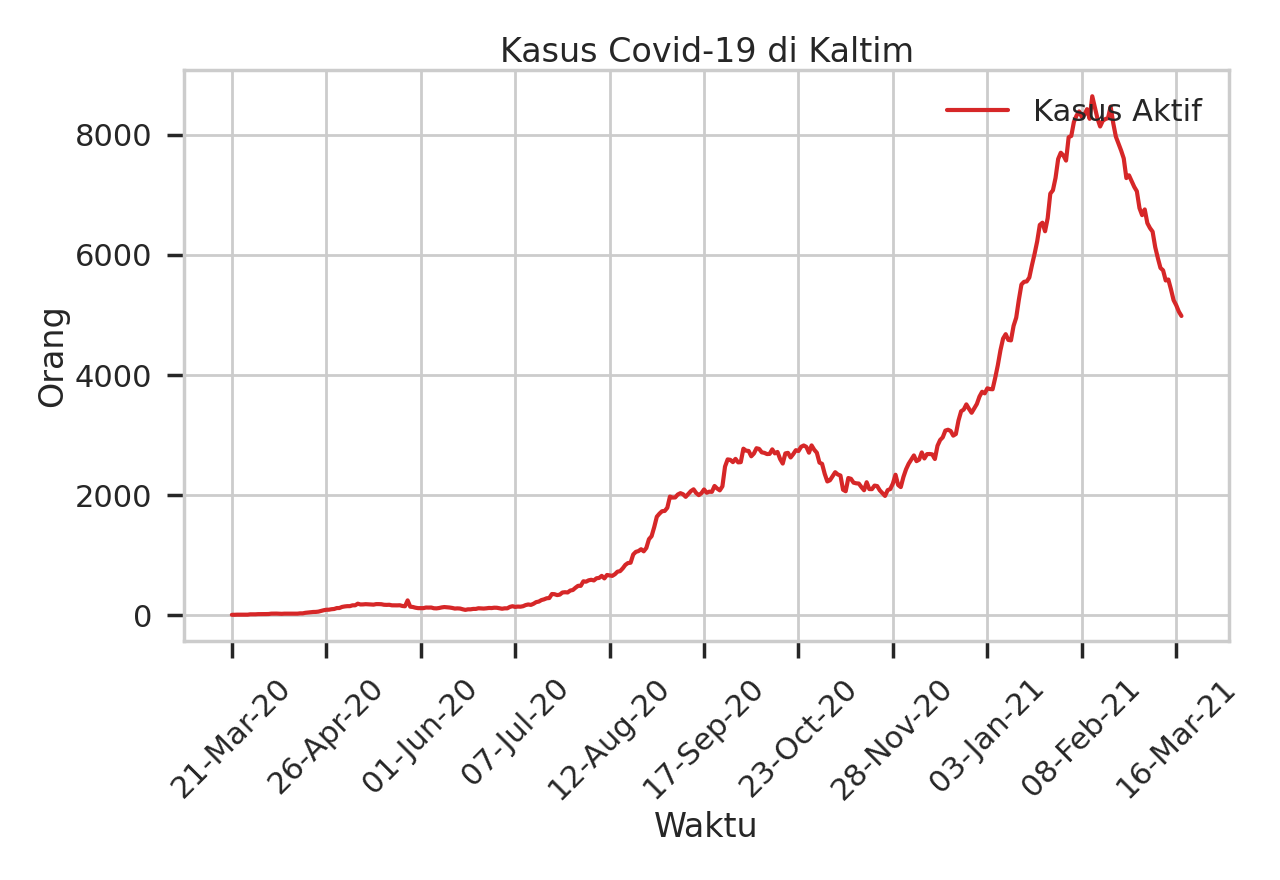 Kasus Covid-19 di Kaltim
Kasus Aktif
8000
6000
4000
2000
0
Orang
21-Mar-20
26-Apr-20
01-Jun-20
07-Jul-20
12-Aug-20
17-Sep-20
23-Oct-20
28-Nov-20
03-Jan-21
08-Feb-21
16-Mar-21
Waktu